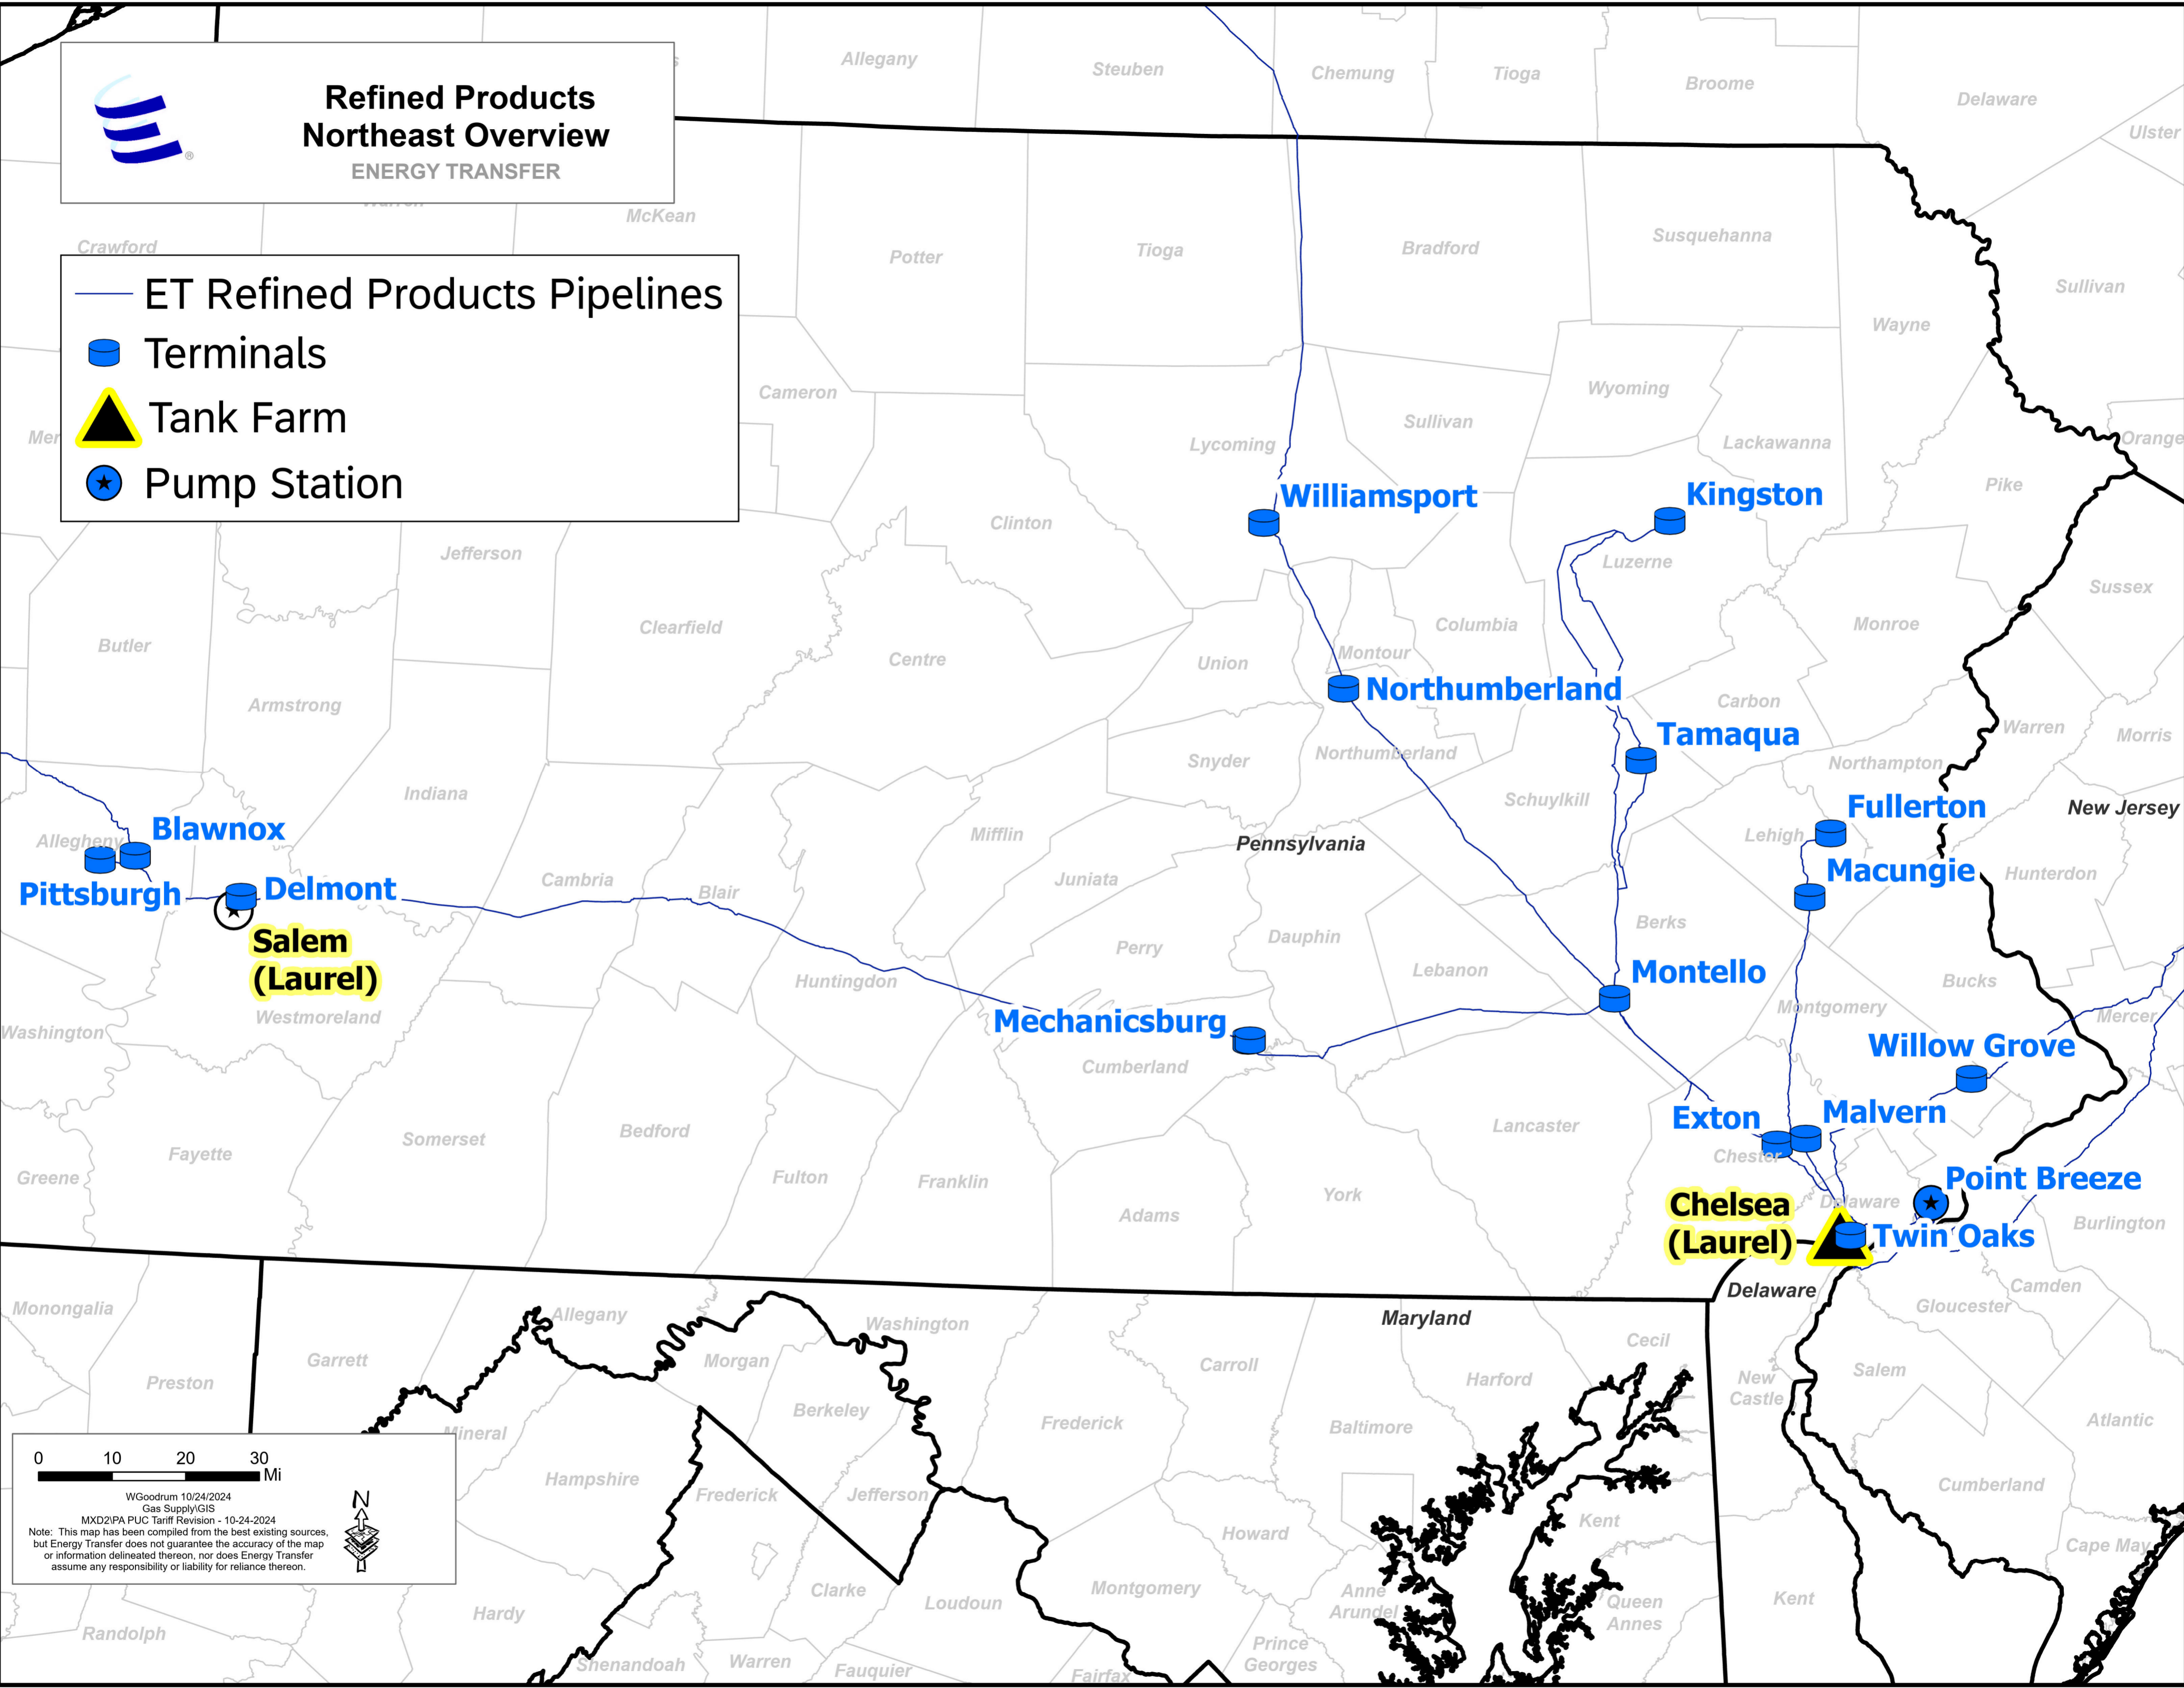 Refined Products
Northeast Overview
ENERGY TRANSFER
®
ET Refined Products Pipelines
Terminals
Tank Farm
Pump Station
Allegany
Steuben
Chemung
Tioga
Broome
Delaware
Ulster
Crawford
McKean
Potter
Tioga
Bradford
Susquehanna
Wayne
Sullivan
Cameron
Lycoming
Sullivan
Wyoming
Lackawanna
Orange
Pike
Williamsport
Kingston
Clinton
Jefferson
Luzerne
Sussex
Butler
Clearfield
Centre
Union
Montour
Columbia
Monroe
Armstrong
Northumberland
Carbon
Warren
Morris
Tamaqua
Snyder
Northumberland
Northampton
Indiana
Schuylkill
Fullerton
New Jersey
Allegheny
Blawnox
Mifflin
Pennsylvania
Lehigh
Macungie
Hunterdon
Pittsburgh
Delmont
Cambria
Blair
Juniata
Berks
Salem
(Laurel)
Perry
Dauphin
Lebanon
Montello
Huntingdon
Bucks
Westmoreland
Washington
Mechanicsburg
Montgomery
Mercer
Cumberland
Willow Grove
Exton
Malvern
Fayette
Somerset
Bedford
Lancaster
Chester
Greene
Fulton
Franklin
York
Adams
Chelsea
(Laurel)
Delaware
Point Breeze
Twin Oaks
Burlington
Monongalia
Allegany
Washington
Maryland
Delaware
Camden
Gloucester
Preston
Garrett
Morgan
Carroll
Harford
Cecil
New
Castle
Salem
Mineral
Berkeley
Frederick
Baltimore
Atlantic
Hampshire
Frederick
Jefferson
Howard
Kent
Cumberland
Cape May
Clarke
Loudoun
Montgomery
Anne
Arundel
Queen
Annes
Kent
Hardy
Randolph
Shenandoah
Warren
Fauquier
Fairfax
Prince
Georges
0 10 20 30
Mi
WGoodrum 10/24/2024
Gas Supply\GIS
MXD2\PA PUC Tariff Revision - 10-24-2024
Note: This map has been compiled from the best existing sources,
but Energy Transfer does not guarantee the accuracy of the map
or information delineated thereon, nor does Energy Transfer
assume any responsibility or liability for reliance thereon.
N